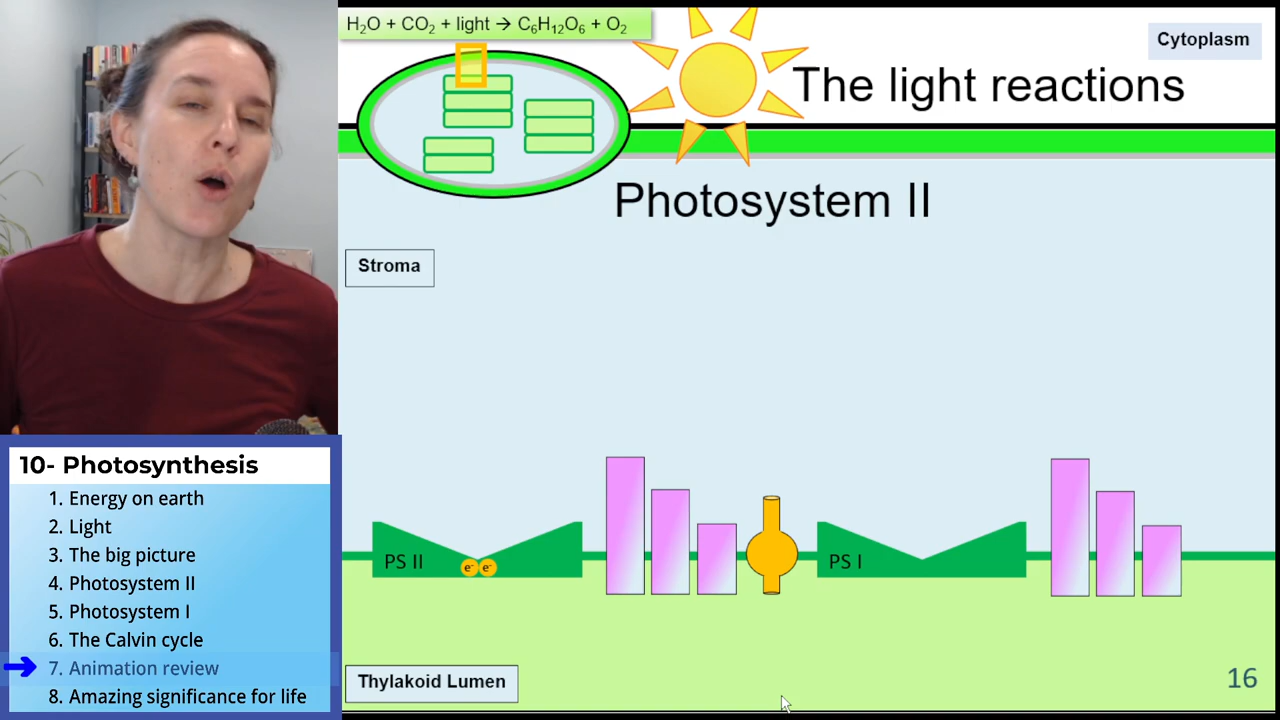 H₂O + CO₂ + light → C₆H₁₂O₆ + O₂
Cytoplasm
The light reactions
Photosystem II
Stroma
PS II
e⁻ e⁻
PS I
Thylakoid Lumen
16
10- Photosynthesis
1. Energy on earth
2. Light
3. The big picture
4. Photosystem II
5. Photosystem I
6. The Calvin cycle
7. Animation review
8. Amazing significance for life